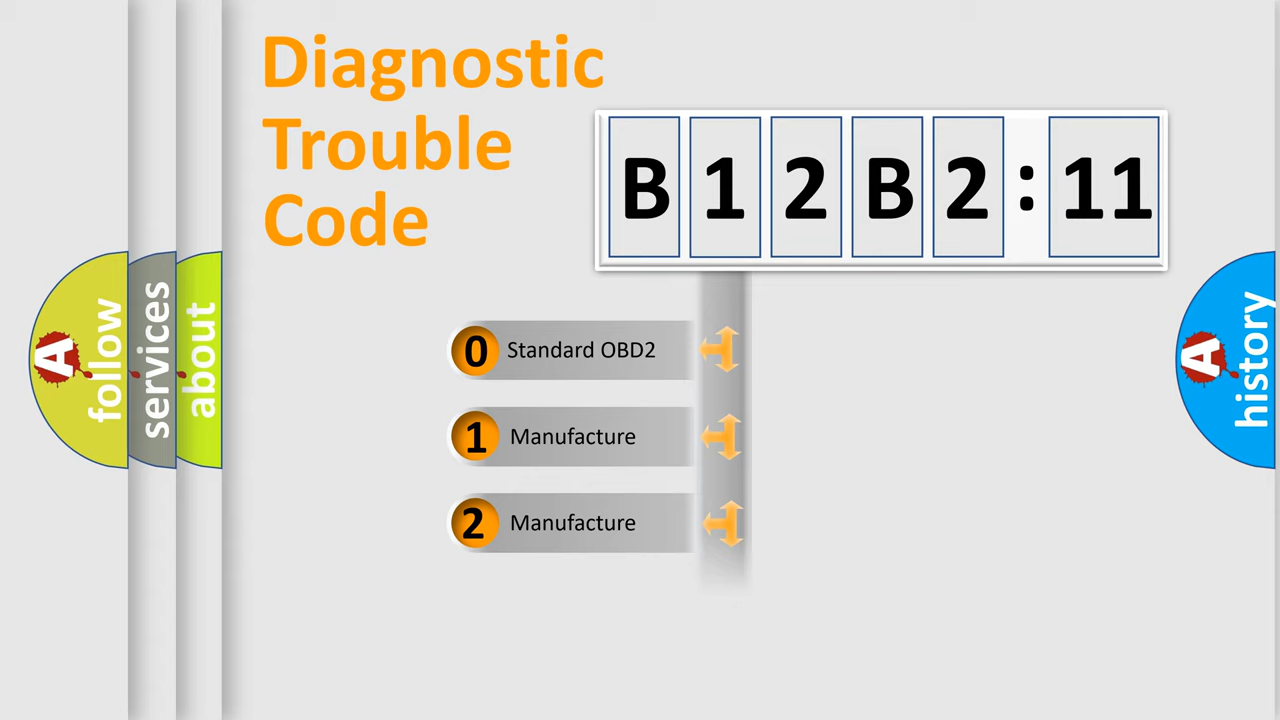 Diagnostic
Trouble
Code
B 1 2 B 2 : 11
0 Standard OBD2
1 Manufacture
2 Manufacture
A follow
services
about
A history